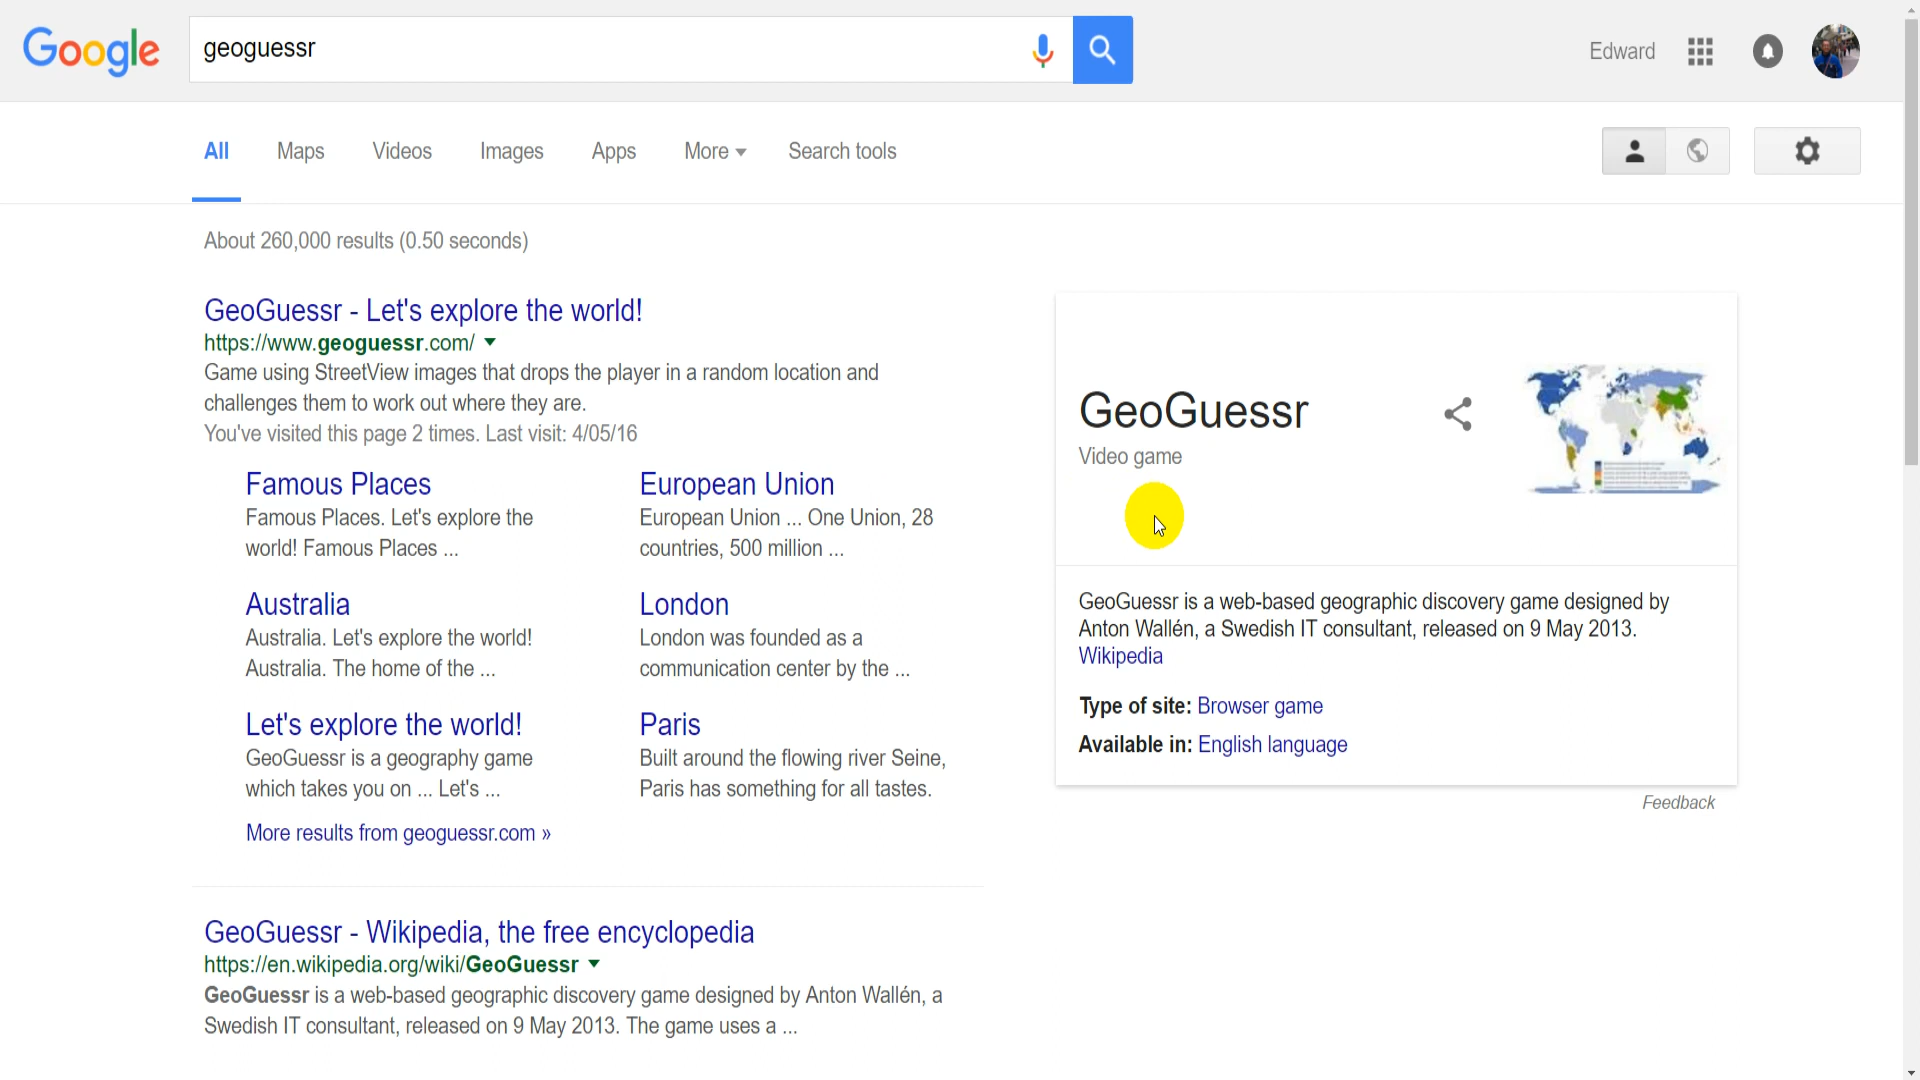 Google
geoguessr
Edward
All Maps Videos Images Apps More Search tools
About 260,000 results (0.50 seconds)
GeoGuessr - Let's explore the world!
https://www.geoguessr.com/
Game using StreetView images that drops the player in a random location and
challenges them to work out where they are.
You've visited this page 2 times. Last visit: 4/05/16
Famous Places
Famous Places. Let's explore the
world! Famous Places ...
European Union
European Union ... One Union, 28
countries, 500 million ...
Australia
Australia. Let's explore the world!
Australia. The home of the ...
London
London was founded as a
communication center by the ...
Let's explore the world!
GeoGuessr is a geography game
which takes you on ... Let's ...
Paris
Built around the flowing river Seine,
Paris has something for all tastes.
More results from geoguessr.com »
GeoGuessr - Wikipedia, the free encyclopedia
https://en.wikipedia.org/wiki/GeoGuessr
GeoGuessr is a web-based geographic discovery game designed by Anton Wallén, a
Swedish IT consultant, released on 9 May 2013. The game uses a ...
GeoGuessr
Video game
GeoGuessr is a web-based geographic discovery game designed by
Anton Wallén, a Swedish IT consultant, released on 9 May 2013.
Wikipedia
Type of site: Browser game
Available in: English language
Feedback